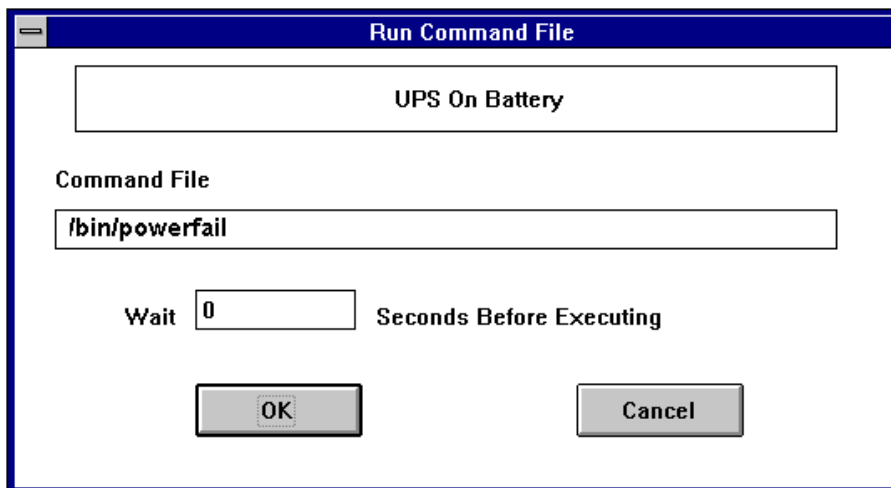 Run Command File
UPS On Battery
Command File
/bin/powerfail
Wait 0 Seconds Before Executing
OK Cancel